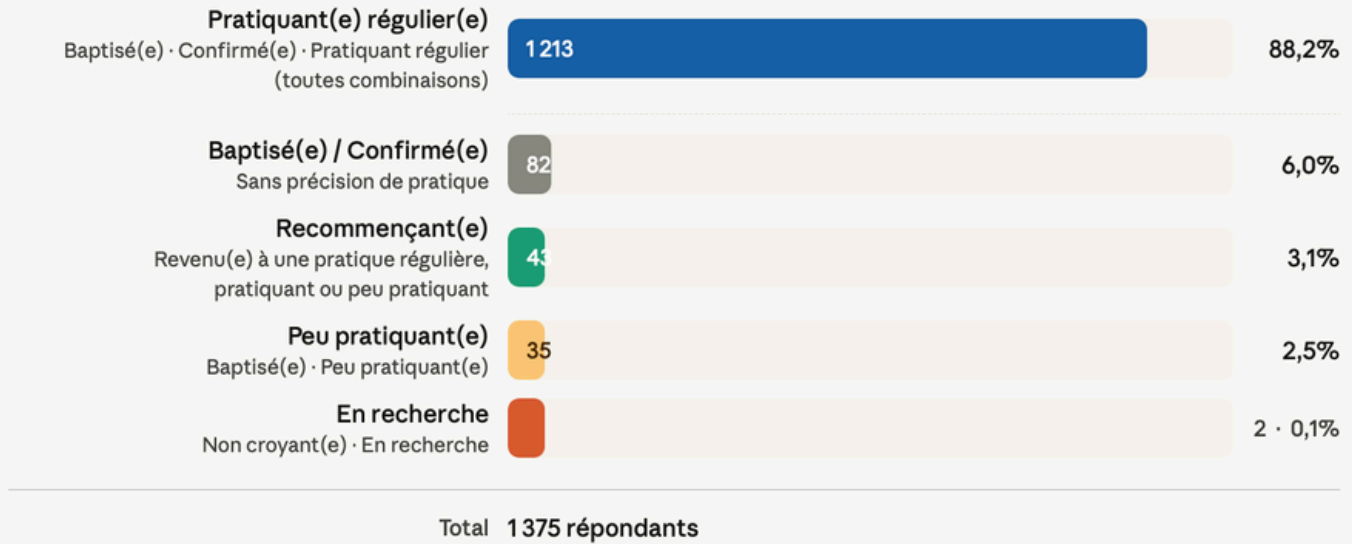 Pratiquant(e) régulier(e)
Baptisé(e) · Confirmé(e) · Pratiquant régulier
(toutes combinaisons)
1 213
88,2%
Baptisé(e) / Confirmé(e)
Sans précision de pratique
82
6,0%
Recommençant(e)
Revenu(e) à une pratique régulière,
pratiquant ou peu pratiquant
43
3,1%
Peu pratiquant(e)
Baptisé(e) · Peu pratiquant(e)
35
2,5%
En recherche
Non croyant(e) · En recherche
2 · 0,1%
Total 1 375 répondants